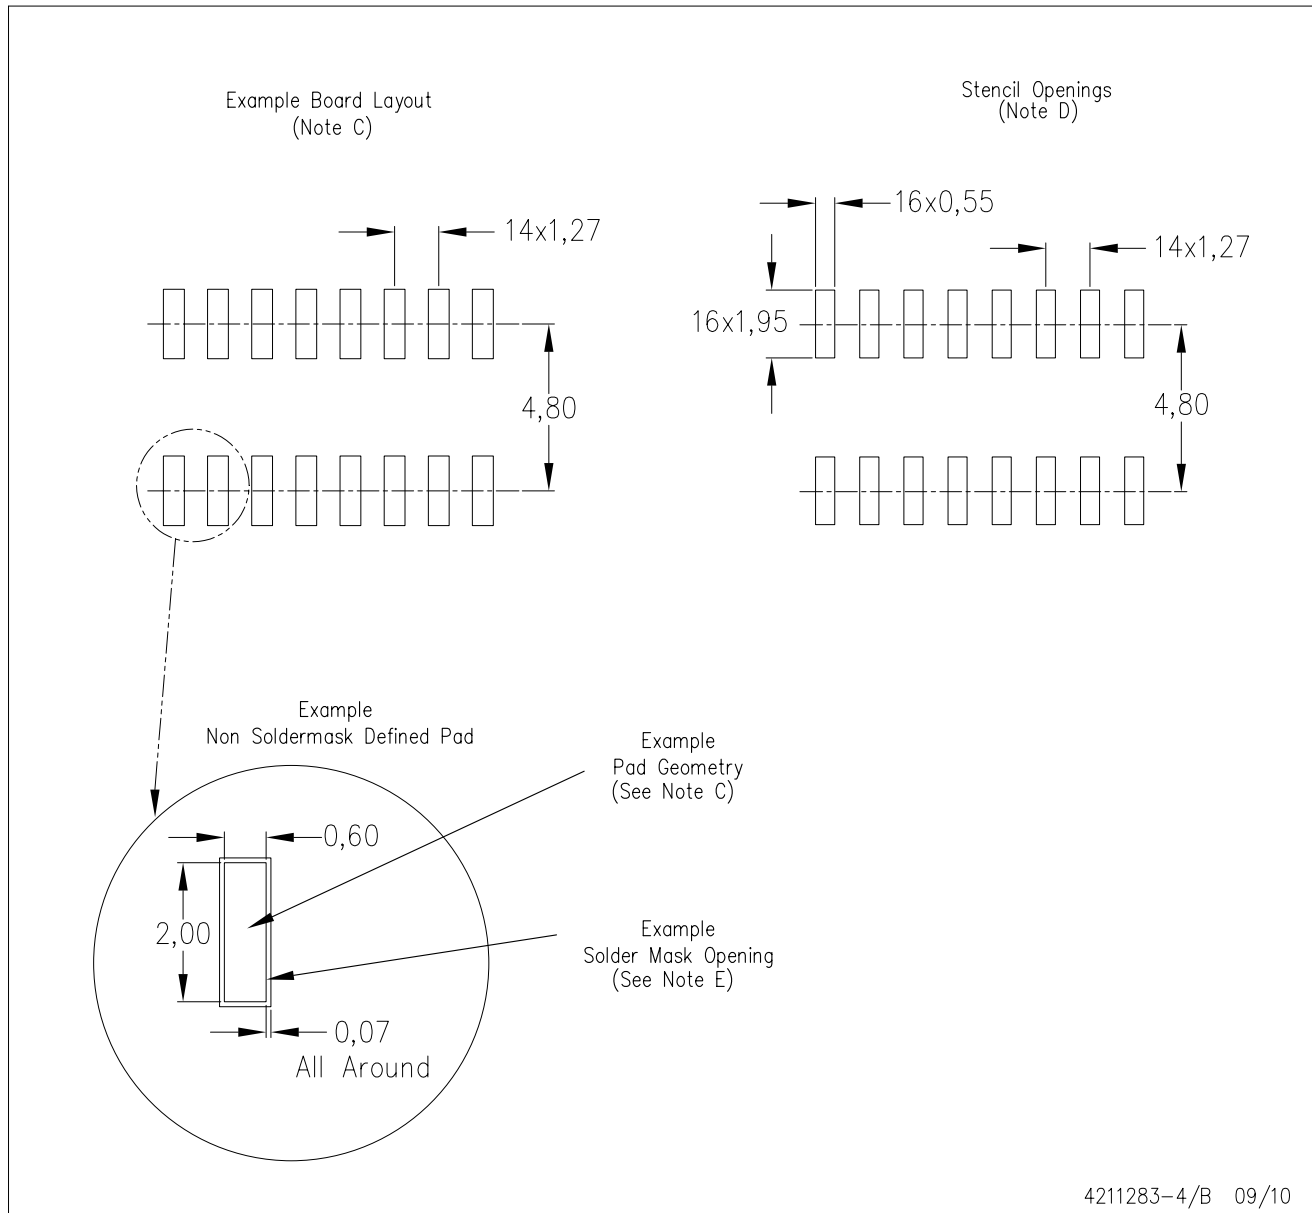 Example Board Layout
(Note C)
14x1,27
4,80
Stencil Openings
(Note D)
16x0,55
14x1,27
16x1,95
4,80
Example
Non Soldermask Defined Pad
Example
Pad Geometry
(See Note C)
0,60
2,00
Example
Solder Mask Opening
(See Note E)
0,07
All Around
4211283-4/B 09/10